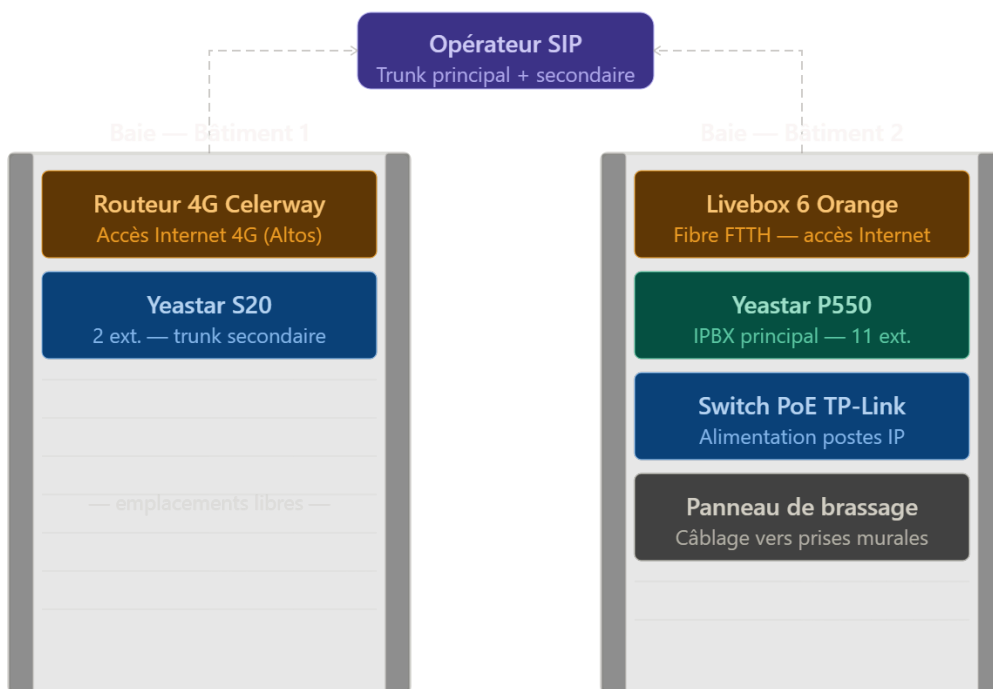 Opérateur SIP
Trunk principal + secondaire
Baie — Bâtiment 1
Routeur 4G Celerway
Accès Internet 4G (Altos)
Yeastar S20
2 ext. — trunk secondaire
— emplacements libres —
Baie — Bâtiment 2
Livebox 6 Orange
Fibre FTTH — accès Internet
Yeastar P550
IPBX principal — 11 ext.
Switch PoE TP-Link
Alimentation postes IP
Panneau de brassage
Câblage vers prises murales